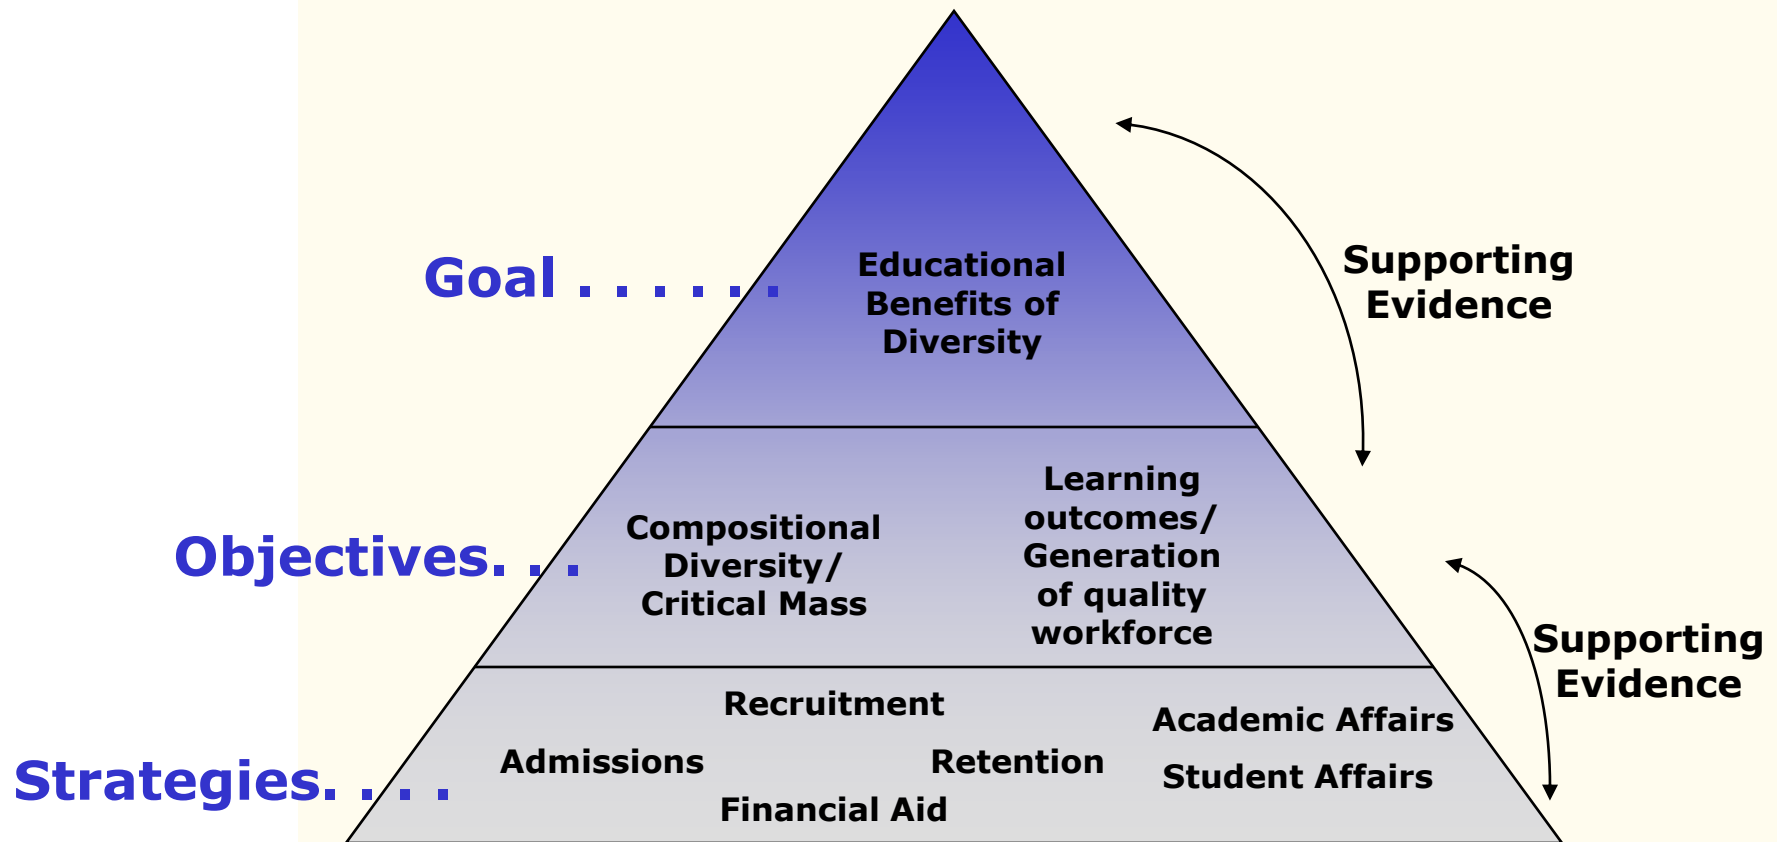 Goal . . . . . .
Educational
Benefits of
Diversity
Supporting
Evidence
Objectives. . .
Compositional
Diversity/
Critical Mass
Learning
outcomes/
Generation
of quality
workforce
Supporting
Evidence
Strategies. . . .
Recruitment
Admissions
Retention
Financial Aid
Academic Affairs
Student Affairs